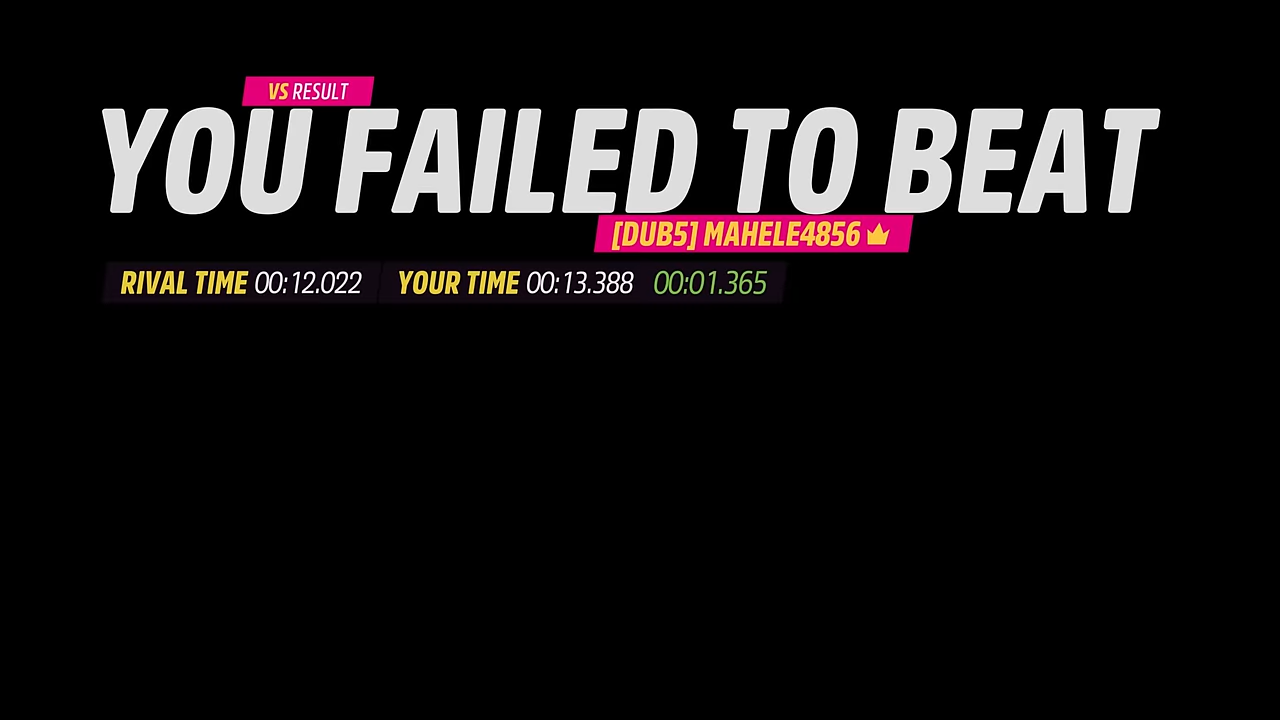 VS RESULT
YOU FAILED TO BEAT
[DUB5] MAHELE4856
RIVAL TIME 00:12.022 YOUR TIME 00:13.388 00:01.365